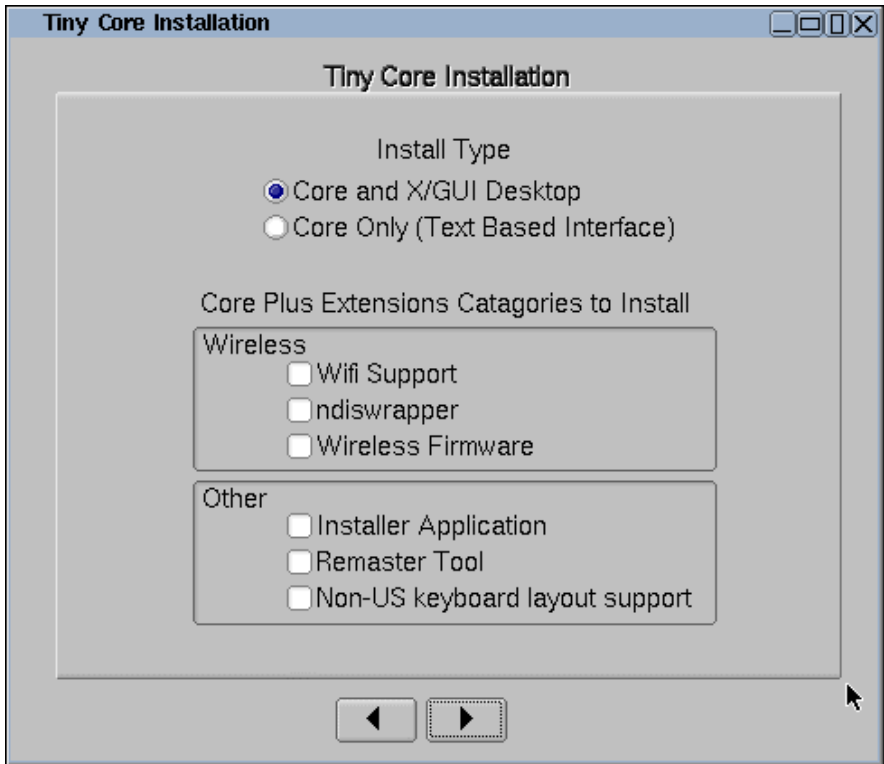 Tiny Core Installation
Tiny Core Installation
Install Type
Core and X/GUI Desktop
Core Only (Text Based Interface)
Core Plus Extensions Catagories to Install
Wireless
Wifi Support
ndiswrapper
Wireless Firmware
Other
Installer Application
Remaster Tool
Non-US keyboard layout support